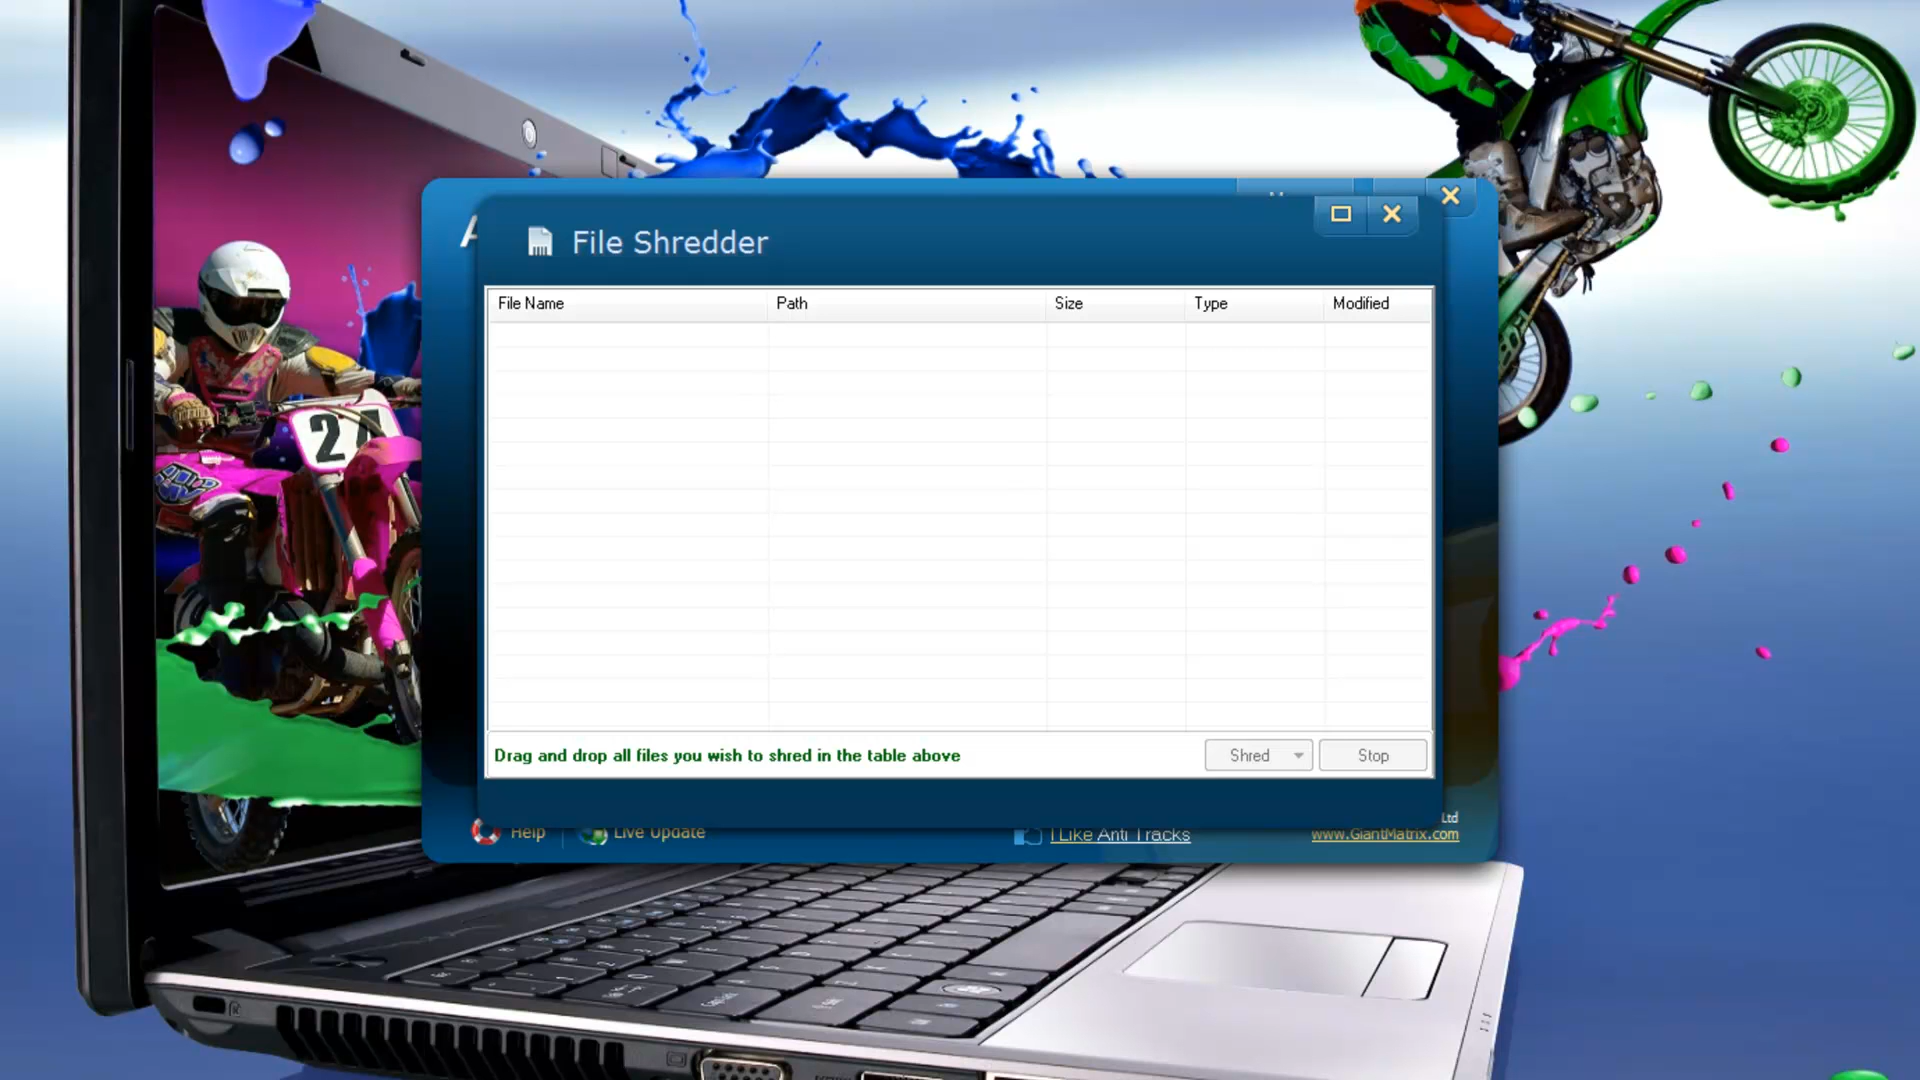 File Shredder
File Name Path Size Type Modified
Drag and drop all files you wish to shred in the table above
Shred Stop
Ltd
Help Live Update I Like Anti Tracks www.GiantMatrix.com
24